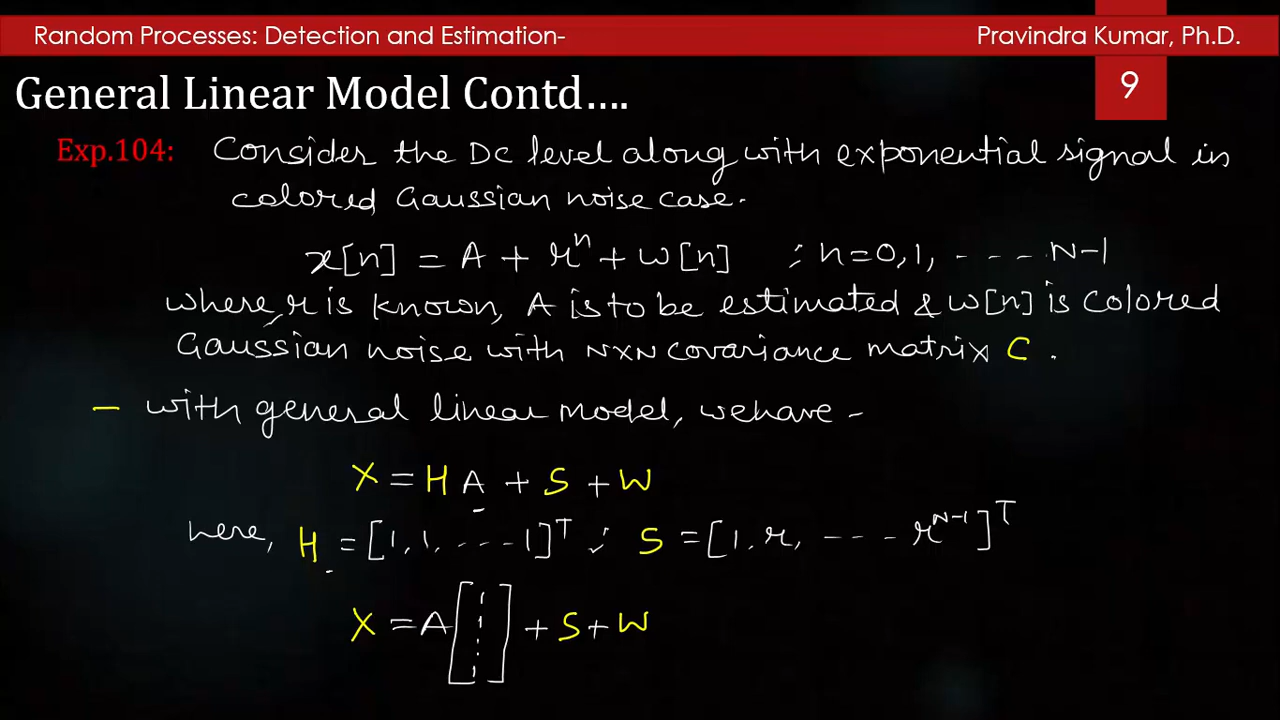 Random Processes: Detection and Estimation- Pravindra Kumar, Ph.D.
General Linear Model Contd.... 9
Exp.104: Consider the DC level along with exponential signal in
colored Gaussian noise case.
x[n] = A + rⁿ + w[n] ; n=0,1, ---- N-1
where, r is known, A is to be estimated & w[n] is colored
Gaussian noise with NXN covariance matrix C.
- with general linear model, we have -
X = HA + S + W
here, H = [1,1, ---1]ᵀ ; S = [1, r, ---- r^{N-1}]ᵀ
X = A[1 1 ⋮ 1] + S + W